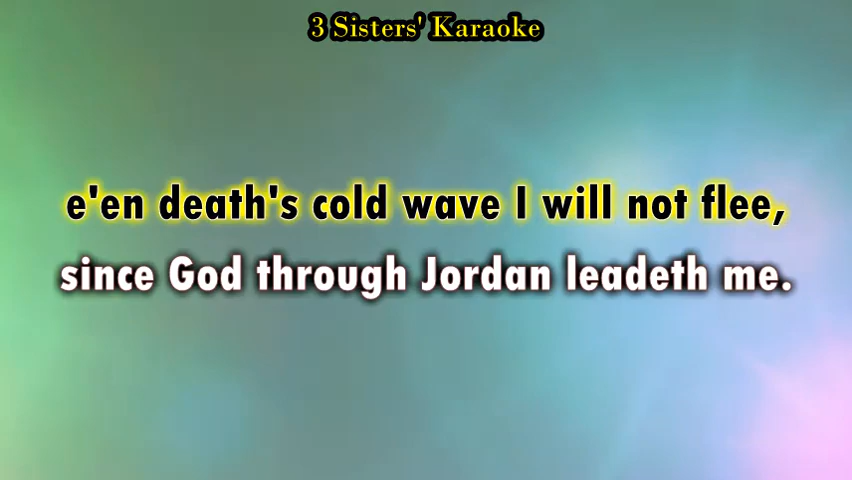 3 Sisters' Karaoke
e'en death's cold wave I will not flee,
since God through Jordan leadeth me.